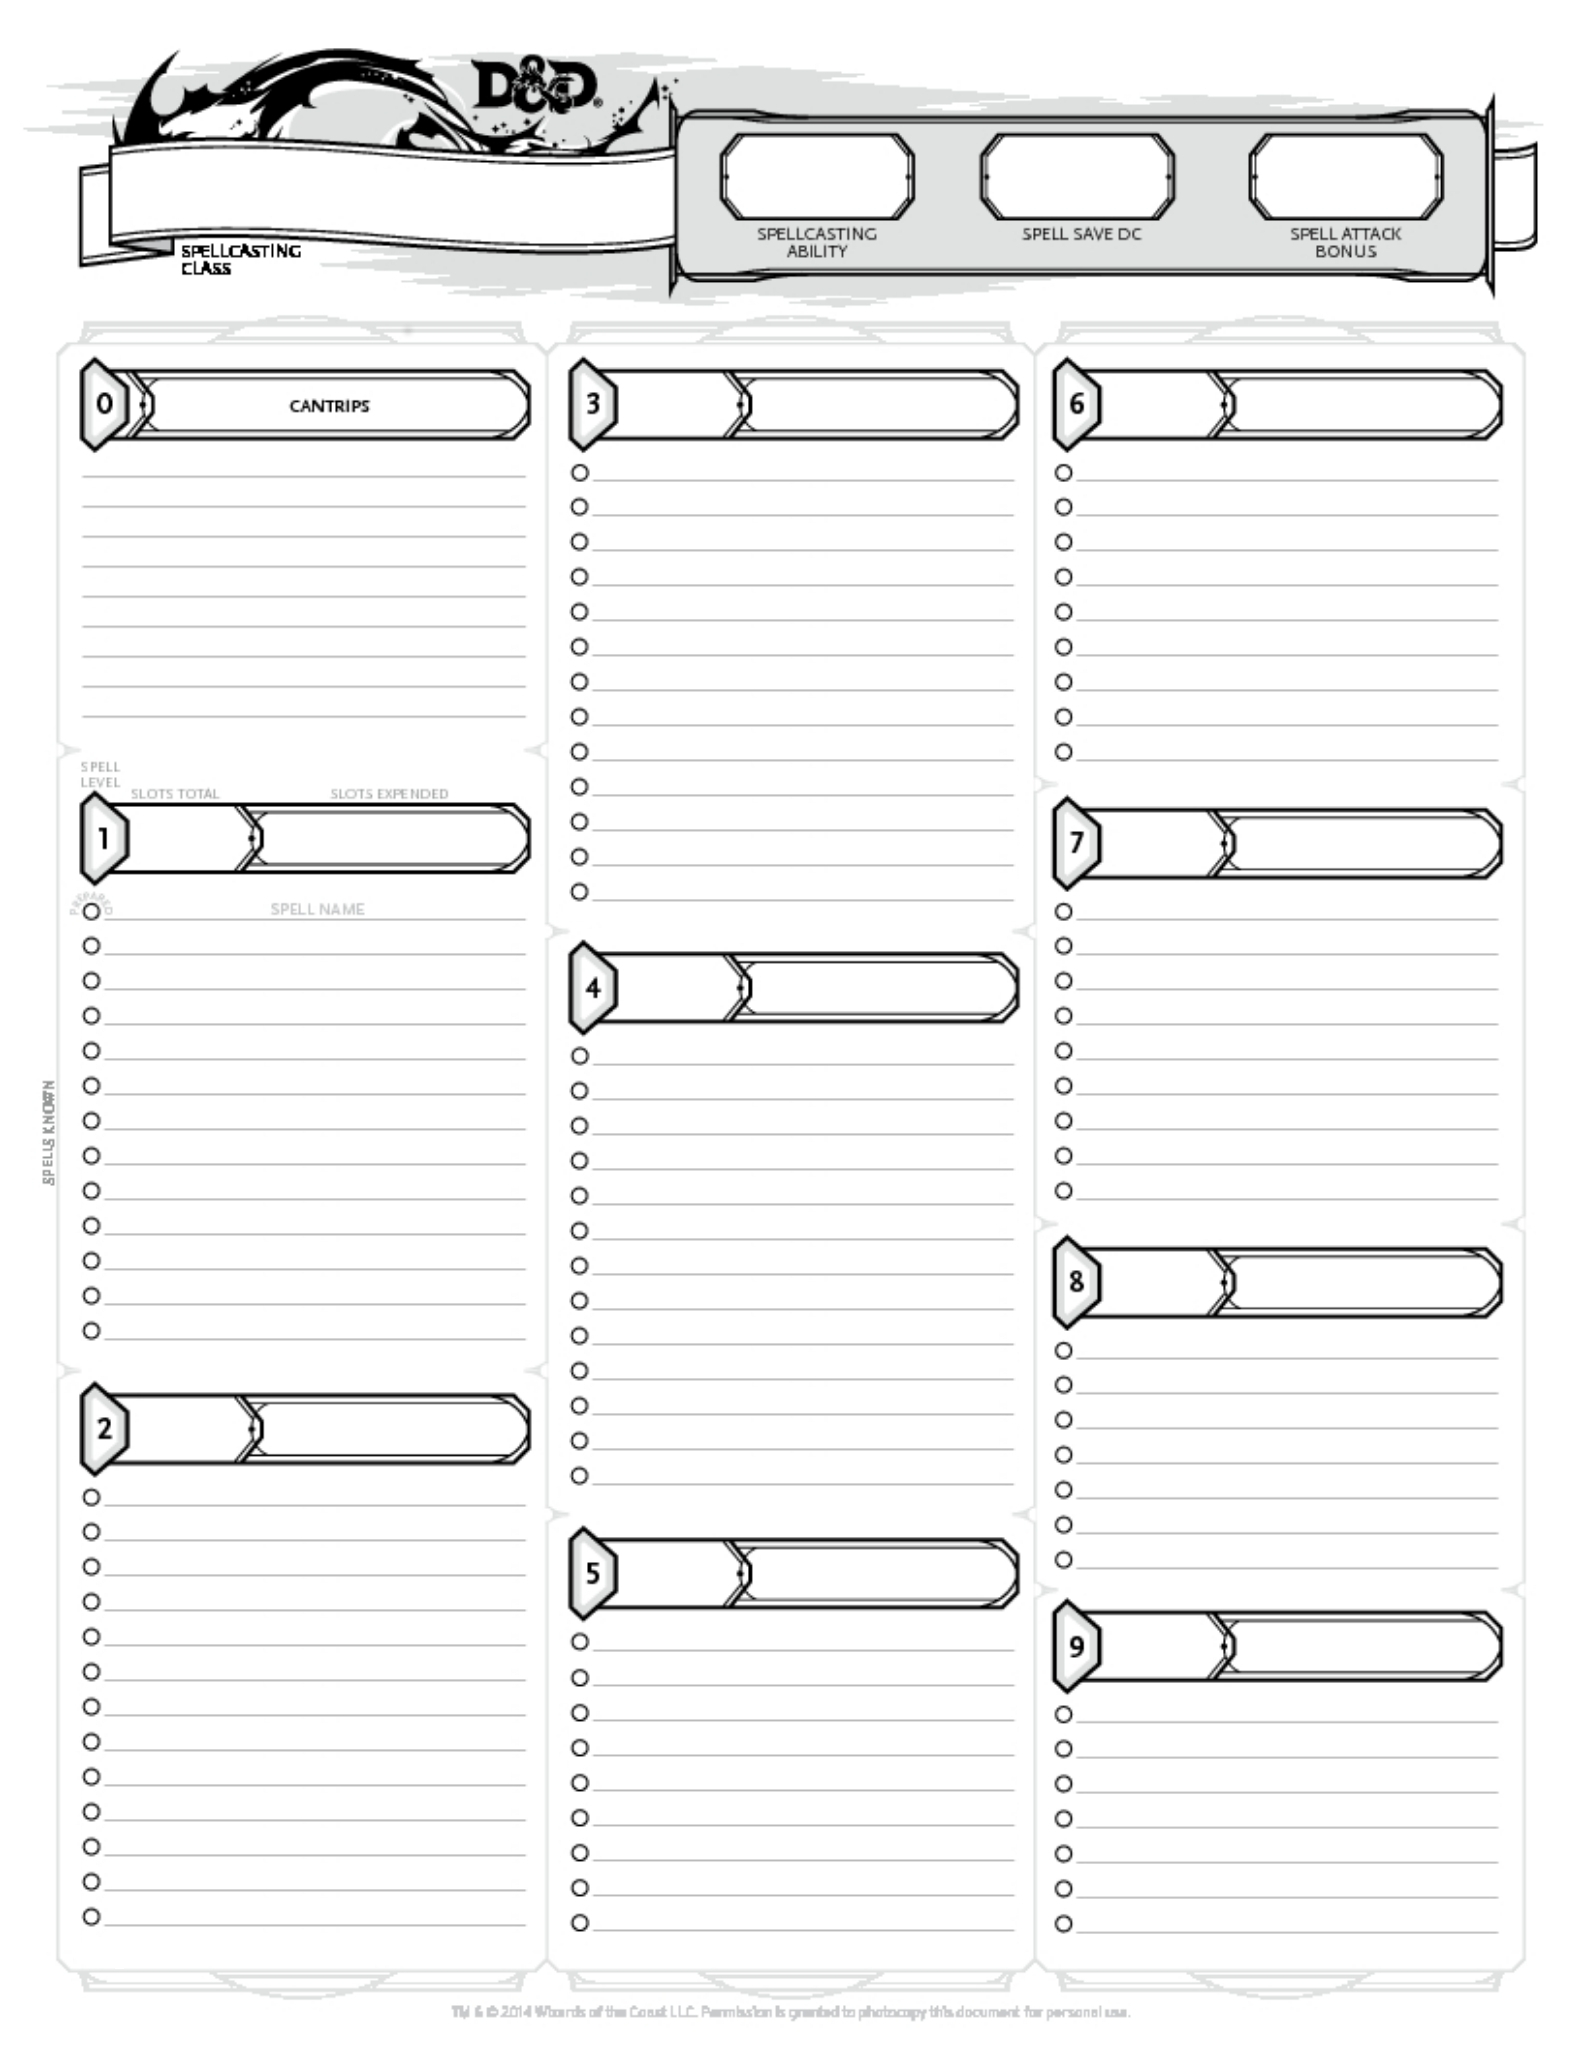 D&D®
SPELLCASTING
CLASS
SPELLCASTING
ABILITY
SPELL SAVE DC
SPELL ATTACK
BONUS
0
CANTRIPS
SPELL
LEVEL
SLOTS TOTAL
SLOTS EXPENDED
1
PREPARED
SPELL NAME
SPELLS KNOWN
2
3
4
5
6
7
8
9
TM & © 2014 Wizards of the Coast LLC. Permission is granted to photocopy this document for personal use.